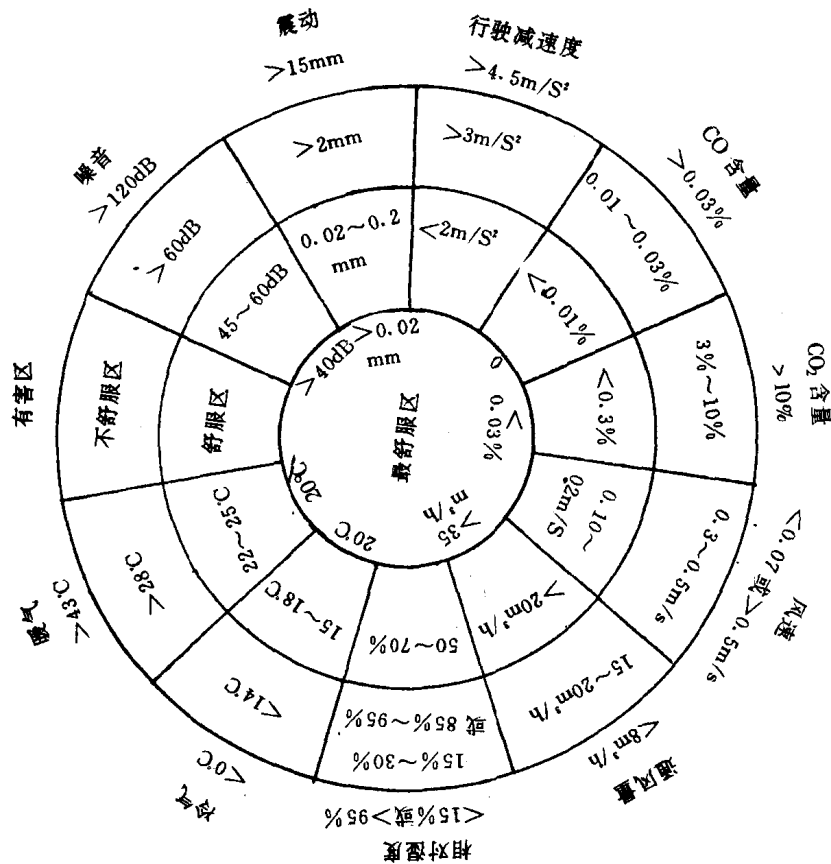 震动
>15mm
>2mm
0.02~0.2
mm
>0.02
mm
行驶减速度
>4.5m/S²
>3m/S²
<2m/S²
0
CO 含量
>0.03%
0.01~0.03%
<0.01%
CO₂含量
>10%
3%~10%
<0.3%
<
0.03%
风速
<0.07 或>0.5m/s
0.3~0.5m/s
0.10~
0.2m/S
通风量
<8m³/h
15~20m³/h
>20m³/h
>35
m³/h
相对湿度
<15%或>95%
15%~30%
或 85%~95%
50~70%
冷气
<0℃
<14℃
15~18℃
20℃
暖气
>43℃
>28℃
22~25℃
20℃
有害区
不舒服区
舒服区
最舒服区
噪音
>120dB
>60dB
45~60dB
>40dB